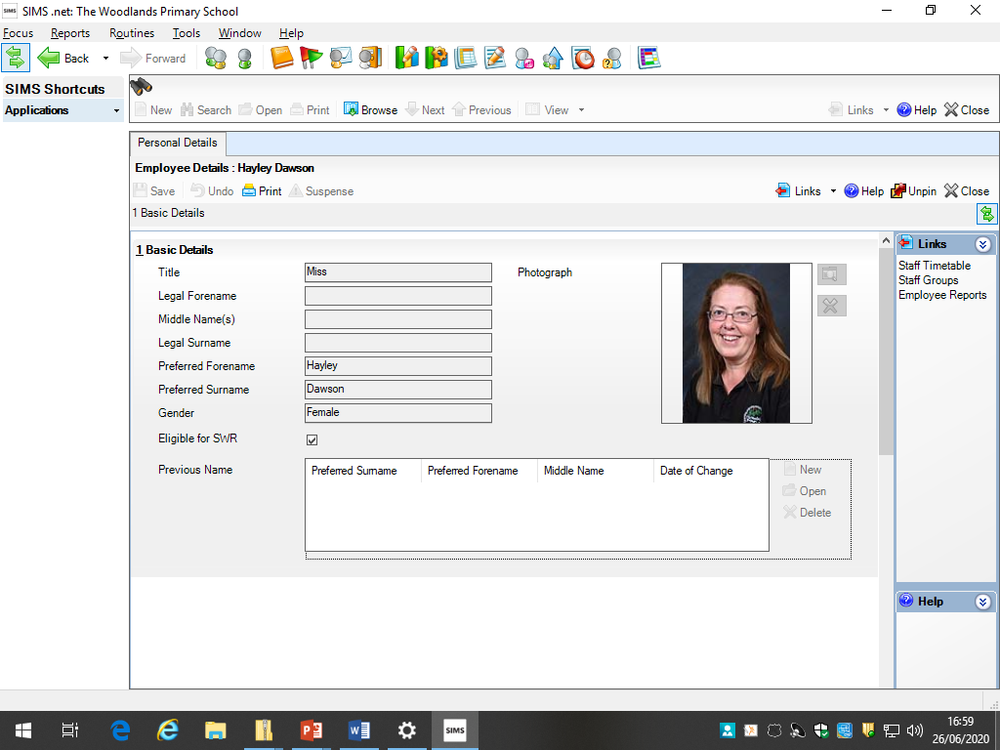 SIMS SIMS .net: The Woodlands Primary School
Focus Reports Routines Tools Window Help
Back Forward
SIMS Shortcuts
Applications
New Search Open Print Browse Next Previous View Links Help Close
Personal Details
Employee Details : Hayley Dawson
Save Undo Print Suspense Links Help Unpin Close
1 Basic Details
1 Basic Details
Title Miss Photograph
Legal Forename
Middle Name(s)
Legal Surname
Preferred Forename Hayley
Preferred Surname Dawson
Gender Female
Eligible for SWR
Previous Name Preferred Surname Preferred Forename Middle Name Date of Change
New
Open
Delete
Links
Staff Timetable
Staff Groups
Employee Reports
Help
SIMS
16:59
26/06/2020